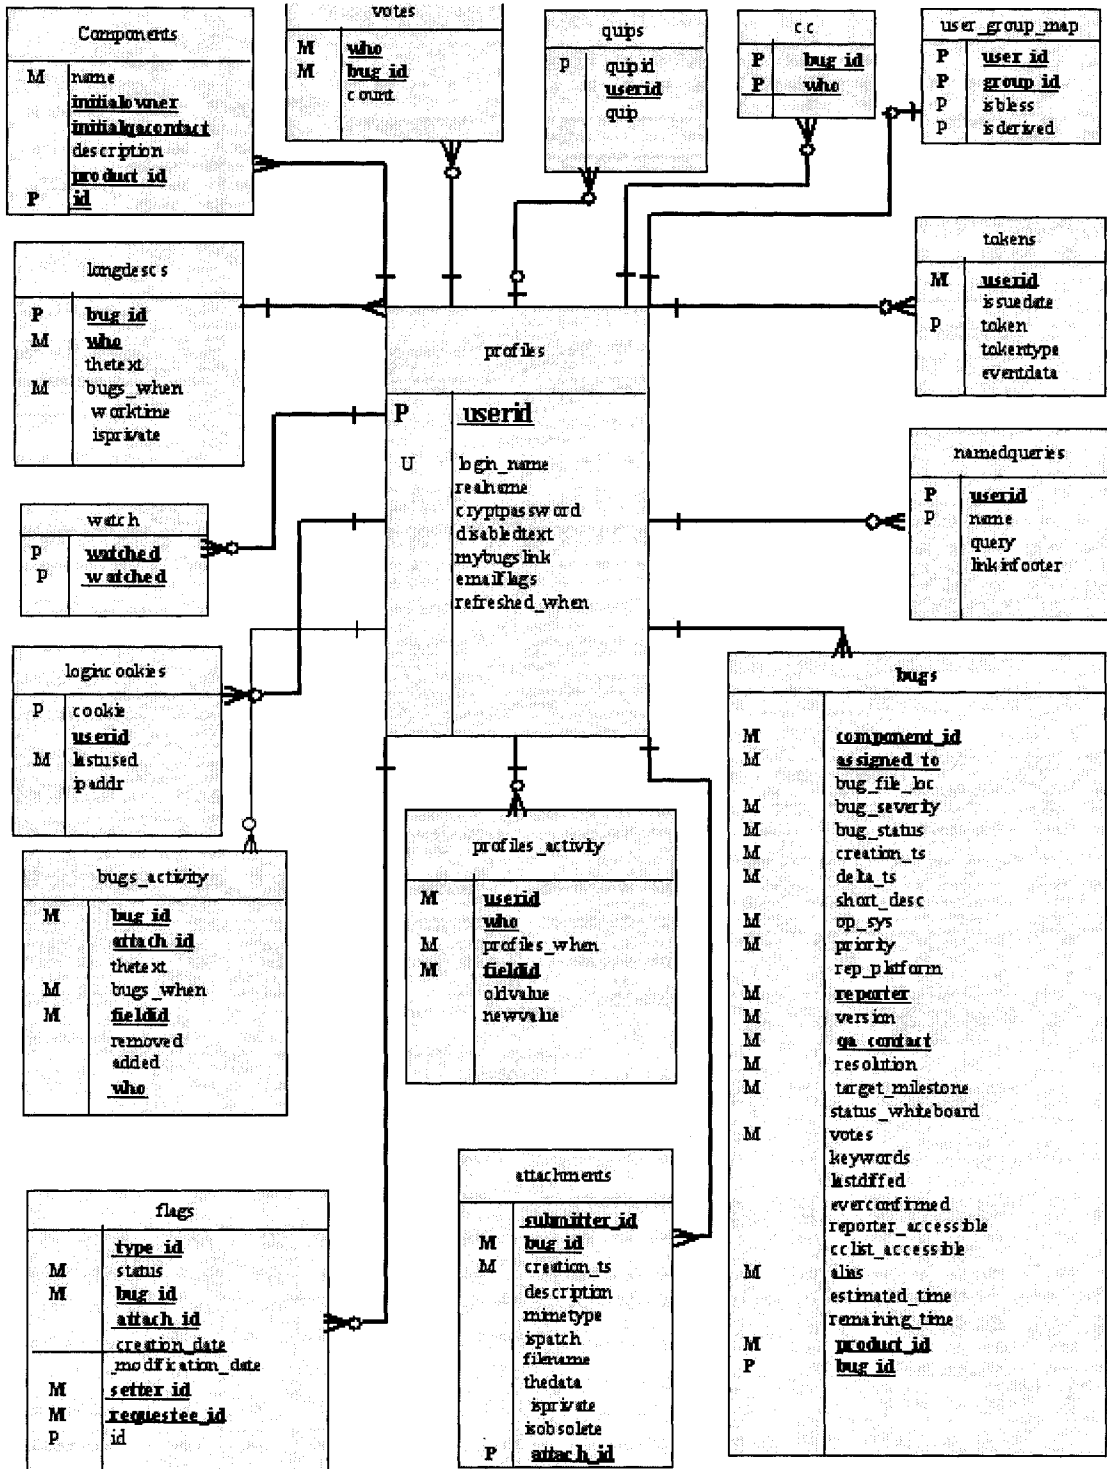 Components
M name
initialowner
initialqacontact
description
product_id
P id
votes
M who
M bug_id
count
quips
P quipid
userid
quip
cc
P bug_id
P who
user_group_map
P user_id
P group_id
P isbless
P isderived
longdescs
P bug_id
M who
thetext
M bugs_when
worktime
isprivate
tokens
M userid
issuedate
P token
tokentype
eventdata
profiles
P userid
U login_name
realname
cryptpassword
disabledtext
mybugslink
emailflags
refreshed_when
namedqueries
P userid
P name
query
linkinfooter
watch
P watched
P watched
logincookies
P cookie
userid
M lastused
ipaddr
bugs_activity
M bug_id
attach_id
thetext
M bugs_when
M fieldid
removed
added
who
profiles_activity
M userid
who
M profiles_when
M fieldid
oldvalue
newvalue
bugs
M component_id
M assigned_to
bug_file_loc
M bug_severity
M bug_status
M creation_ts
M delta_ts
short_desc
M op_sys
M priority
rep_platform
M reporter
M version
M qa_contact
M resolution
M target_milestone
status_whiteboard
M votes
keywords
lastdiffed
everconfirmed
reporter_accessible
cclist_accessible
M alias
estimated_time
remaining_time
M product_id
P bug_id
flags
type_id
M status
M bug_id
attach_id
creation_date
modification_date
M setter_id
M requestee_id
P id
attachments
submitter_id
M bug_id
M creation_ts
description
mimetype
ispatch
filename
thedata
isprivate
isobsolete
P attach_id